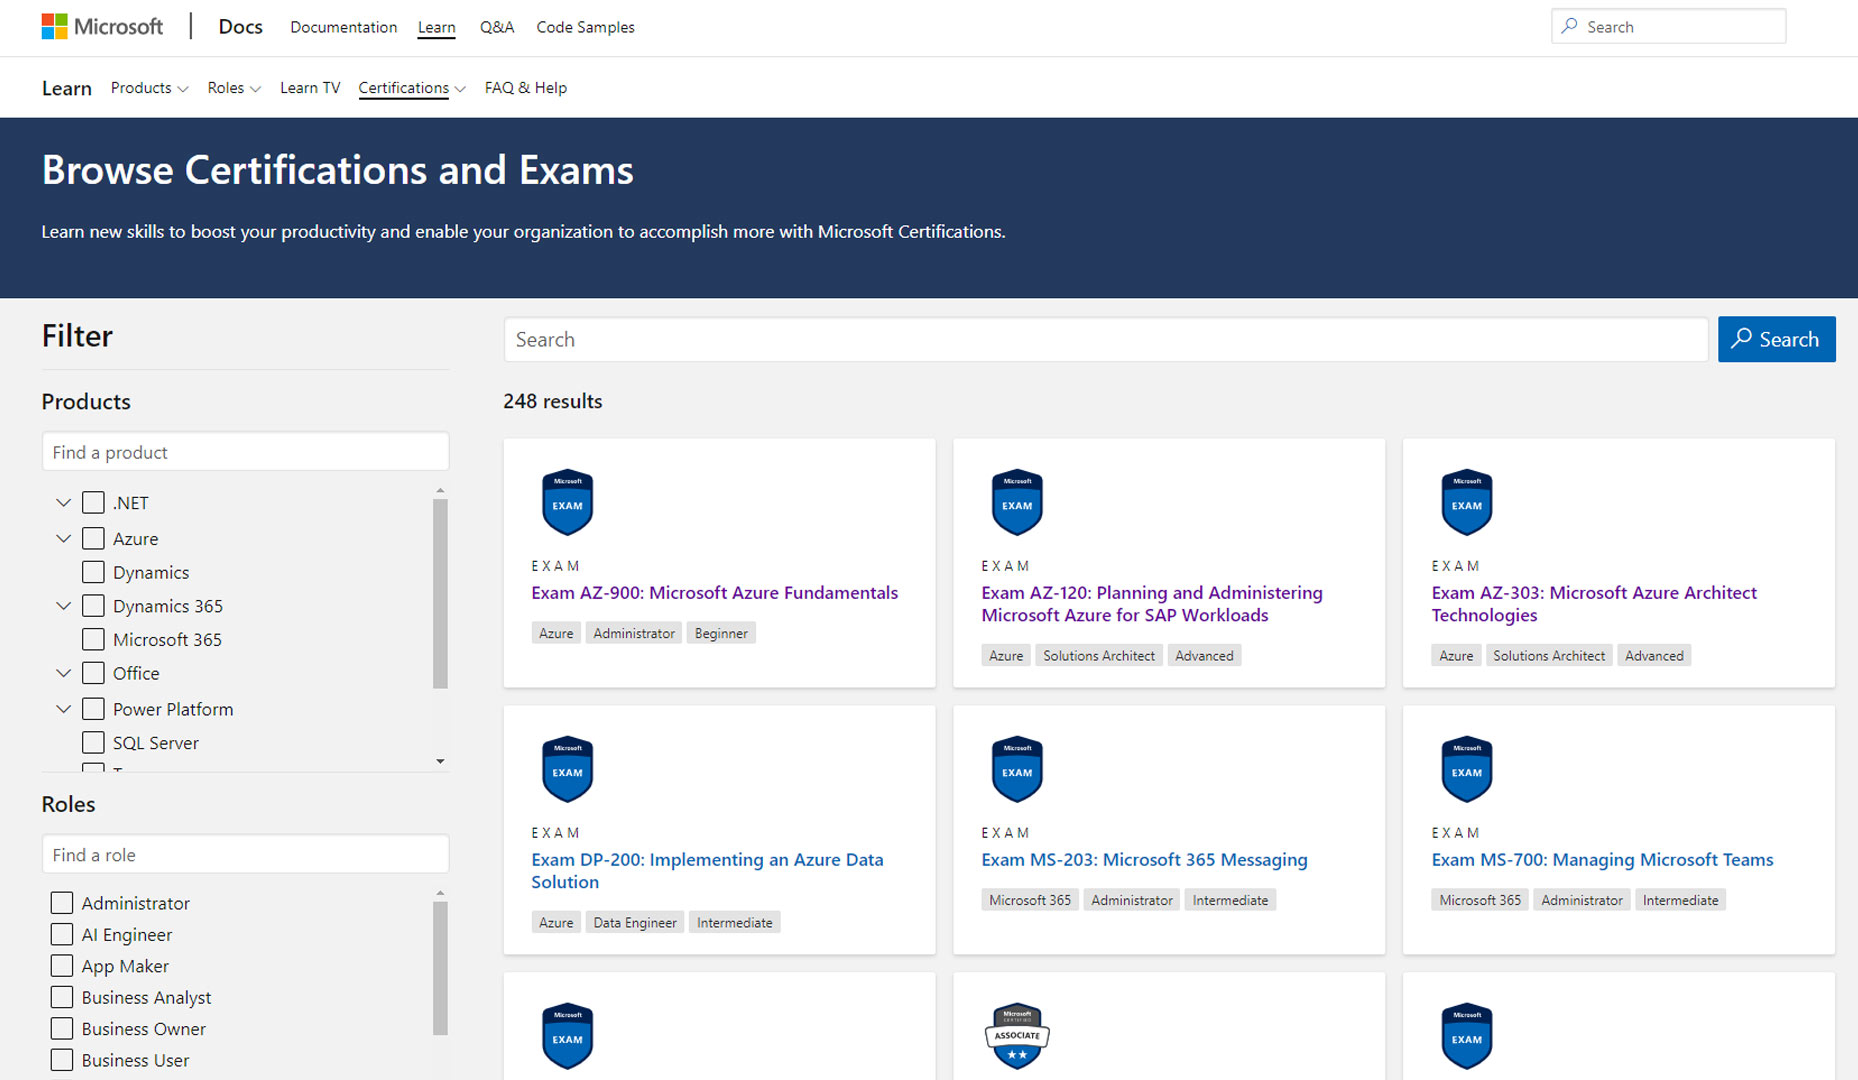 Microsoft | Docs Documentation Learn Q&A Code Samples Search
Learn Products Roles Learn TV Certifications FAQ & Help
Browse Certifications and Exams
Learn new skills to boost your productivity and enable your organization to accomplish more with Microsoft Certifications.
Filter
Products
Find a product
.NET
Azure
Dynamics
Dynamics 365
Microsoft 365
Office
Power Platform
SQL Server
Roles
Find a role
Administrator
AI Engineer
App Maker
Business Analyst
Business Owner
Business User
Search
Search
248 results
Microsoft
EXAM
EXAM
Exam AZ-900: Microsoft Azure Fundamentals
Azure Administrator Beginner
Microsoft
EXAM
EXAM
Exam AZ-120: Planning and Administering
Microsoft Azure for SAP Workloads
Azure Solutions Architect Advanced
Microsoft
EXAM
EXAM
Exam AZ-303: Microsoft Azure Architect
Technologies
Azure Solutions Architect Advanced
Microsoft
EXAM
EXAM
Exam DP-200: Implementing an Azure Data
Solution
Azure Data Engineer Intermediate
Microsoft
EXAM
EXAM
Exam MS-203: Microsoft 365 Messaging
Microsoft 365 Administrator Intermediate
Microsoft
EXAM
EXAM
Exam MS-700: Managing Microsoft Teams
Microsoft 365 Administrator Intermediate
Microsoft
EXAM
Microsoft
CERTIFIED
ASSOCIATE
Microsoft
EXAM